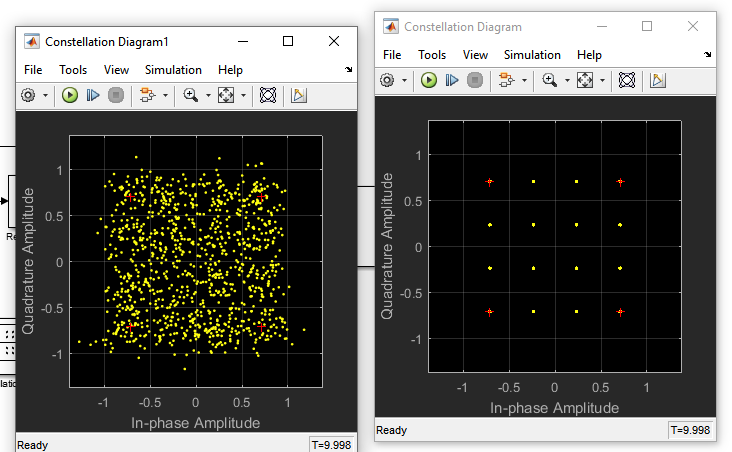 Constellation Diagram1
File Tools View Simulation Help
Quadrature Amplitude
1
0.5
0
-0.5
-1
-1 -0.5 0 0.5 1
In-phase Amplitude
Ready T=9.998
Constellation Diagram
File Tools View Simulation Help
Quadrature Amplitude
1
0.5
0
-0.5
-1
-1 -0.5 0 0.5 1
In-phase Amplitude
Ready T=9.998
Re